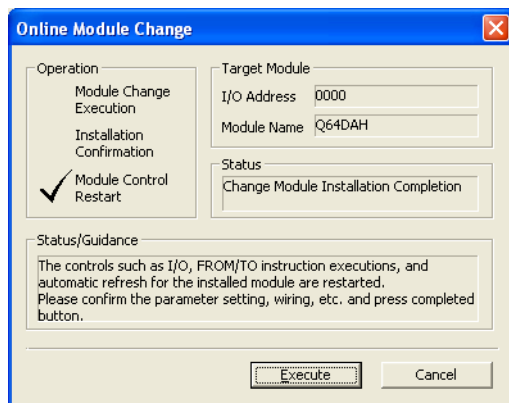 Online Module Change
Operation
Module Change
Execution
Installation
Confirmation
Module Control
Restart
Target Module
I/O Address 0000
Module Name Q64DAH
Status
Change Module Installation Completion
Status/Guidance
The controls such as I/O, FROM/TO instruction executions, and
automatic refresh for the installed module are restarted.
Please confirm the parameter setting, wiring, etc. and press completed
button.
Execute Cancel